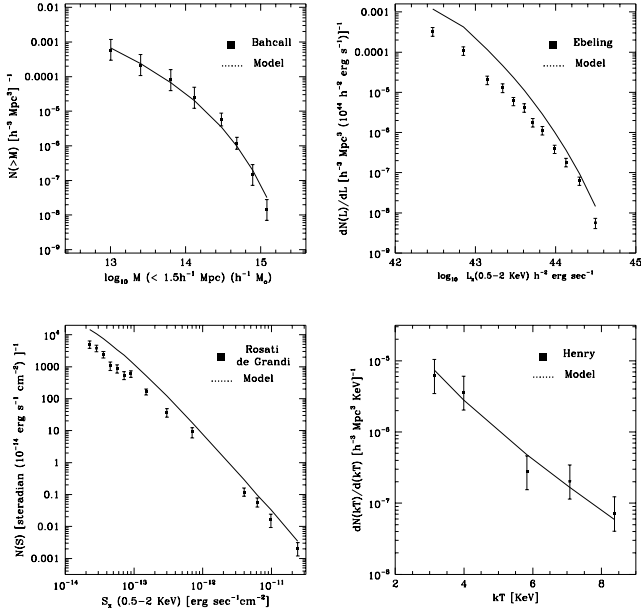 0.001
0.0001
10⁻⁵
10⁻⁶
10⁻⁷
10⁻⁸
10⁻⁹
N(>M) [h⁻³ Mpc³]⁻¹
Bahcall
Model
13 14 15
log₁₀ M (< 1.5h⁻¹ Mpc) (h⁻¹ M₀)
0.001
0.0001
10⁻⁵
10⁻⁶
10⁻⁷
10⁻⁸
10⁻⁹
dN(L)/dL [h⁻³ Mpc³ (10⁴⁴ h⁻² erg s⁻¹)]⁻¹
Ebeling
Model
42 43 44 45
log₁₀ Lₓ(0.5-2 KeV) h⁻² erg sec⁻¹
10⁴
1000
100
10
1
0.1
0.01
0.001
N(S) [steradian (10⁻¹⁴ erg s⁻¹ cm⁻²) ]⁻¹
Rosati
de Grandi
Model
10⁻¹⁴ 10⁻¹³ 10⁻¹² 10⁻¹¹
Sₓ (0.5-2 KeV) [erg sec⁻¹cm⁻²]
10⁻⁵
10⁻⁶
10⁻⁷
10⁻⁸
dN(kT)/d(kT) [h⁻³ Mpc³ KeV]⁻¹
Henry
Model
2 4 6 8
kT [KeV]